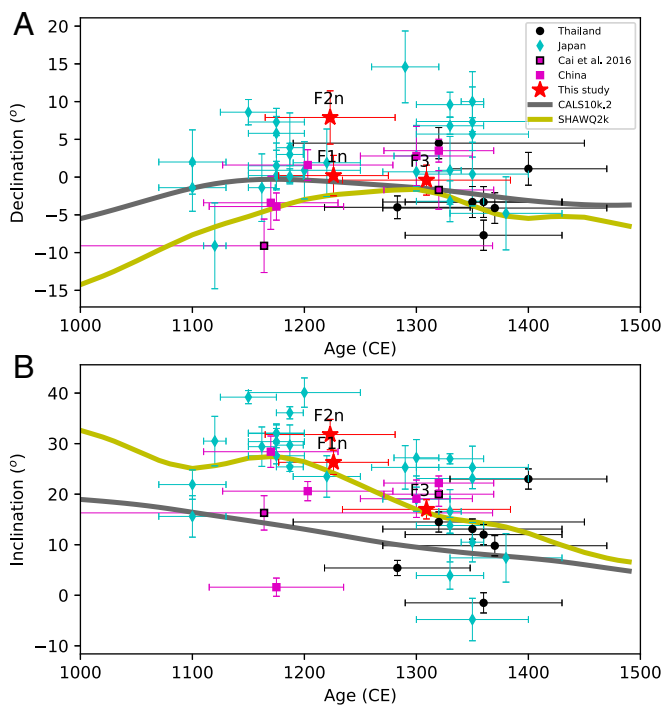 A
20
15
10
5
0
−5
−10
−15
Declination (°)
F2n
F1n
F3
Thailand
Japan
Cai et al. 2016
China
This study
CALS10k.2
SHAWQ2k
1000
1100
1200
1300
1400
1500
Age (CE)
B
40
30
20
10
0
−10
Inclination (°)
F2n
F1n
F3
1000
1100
1200
1300
1400
1500
Age (CE)